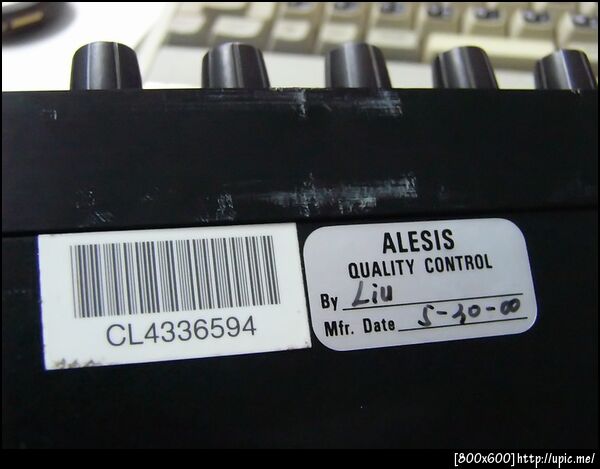 CL4336594
ALESIS
QUALITY CONTROL
By Liu
Mfr. Date 5-30-00
[800x600]http://upic.me/